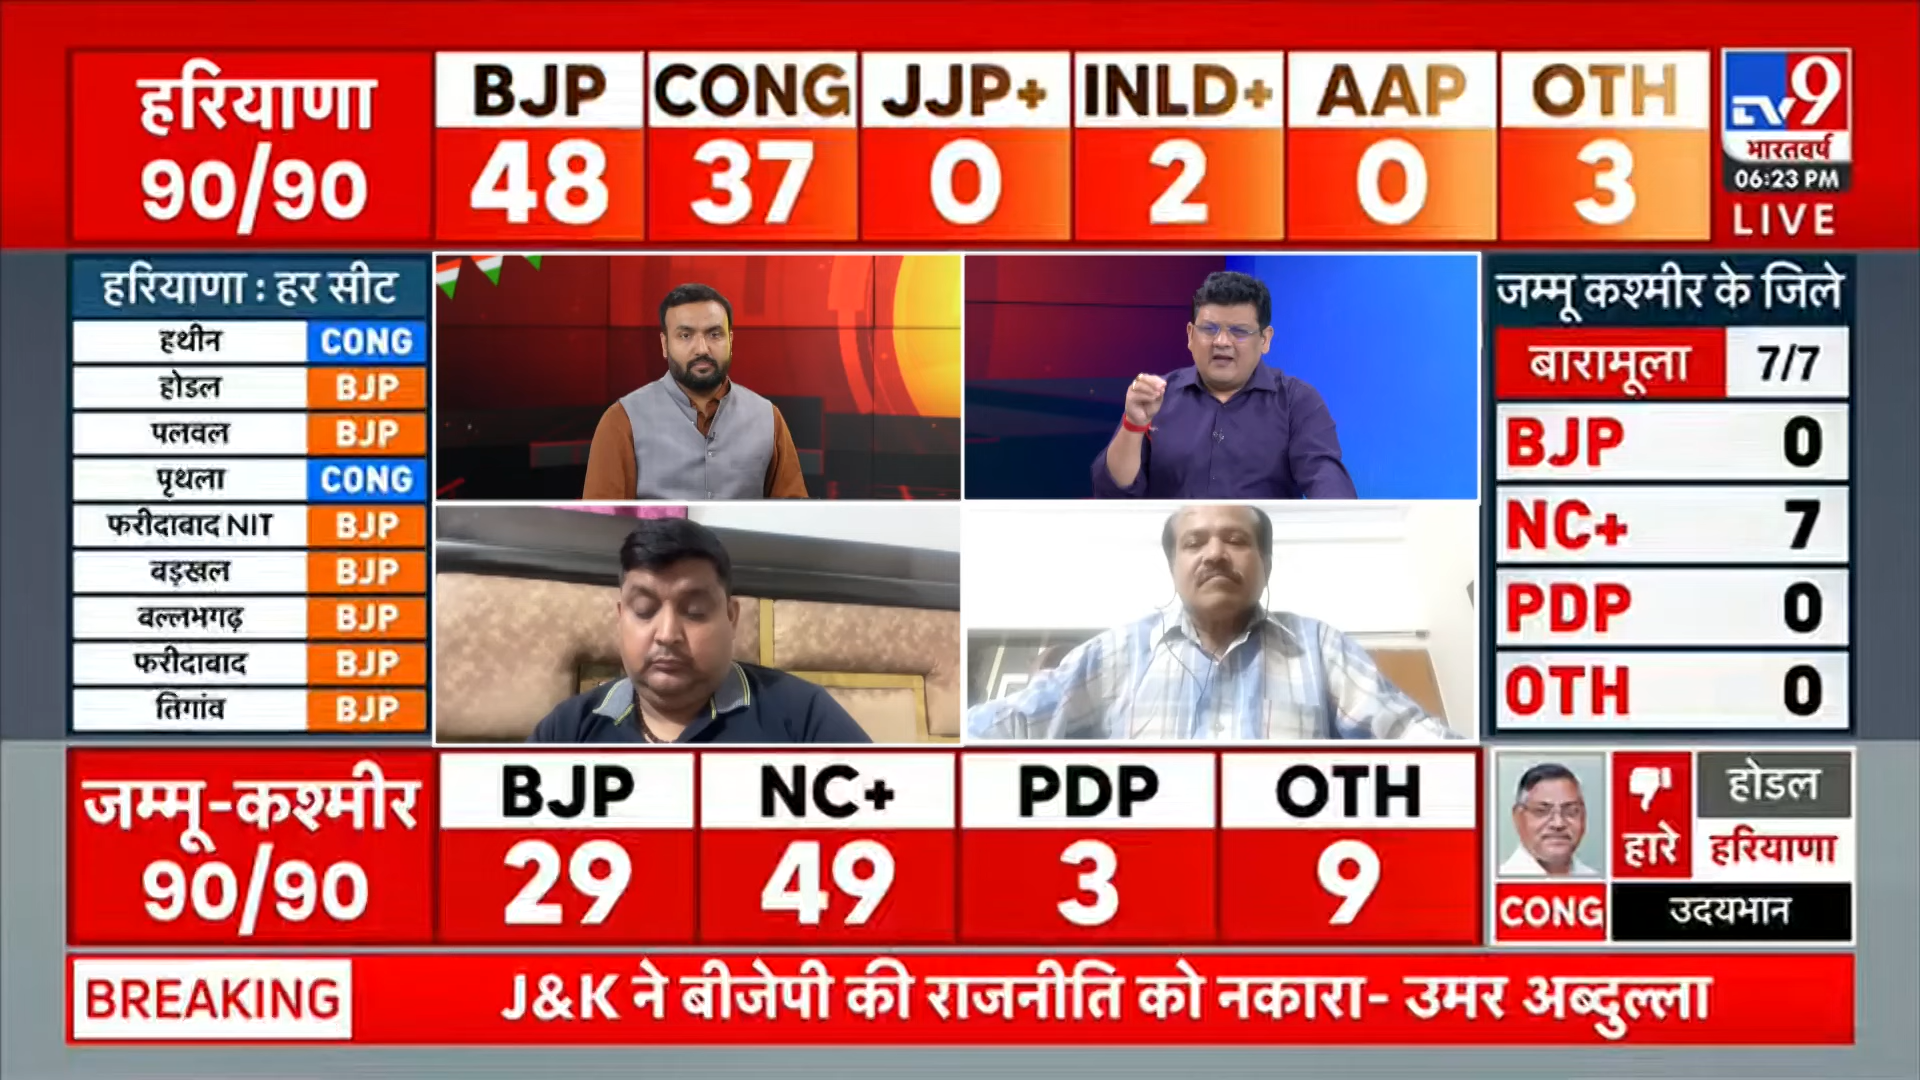 हरियाणा
90/90
BJP
48
CONG
37
JJP+
0
INLD+
2
AAP
0
OTH
3
TV9
भारतवर्ष
06:23 PM
LIVE
हरियाणा : हर सीट
हथीन CONG
होडल BJP
पलवल BJP
पृथला CONG
फरीदावाद NIT BJP
वड़खल BJP
वल्लभगढ़ BJP
फरीदावाद BJP
तिगांव BJP
जम्मू कश्मीर के जिले
बारामूला 7/7
BJP 0
NC+ 7
PDP 0
OTH 0
जम्मू-कश्मीर
90/90
BJP
29
NC+
49
PDP
3
OTH
9
हारे
होडल
हरियाणा
CONG
उदयभान
BREAKING
J&K ने बीजेपी की राजनीति को नकारा- उमर अब्दुल्ला